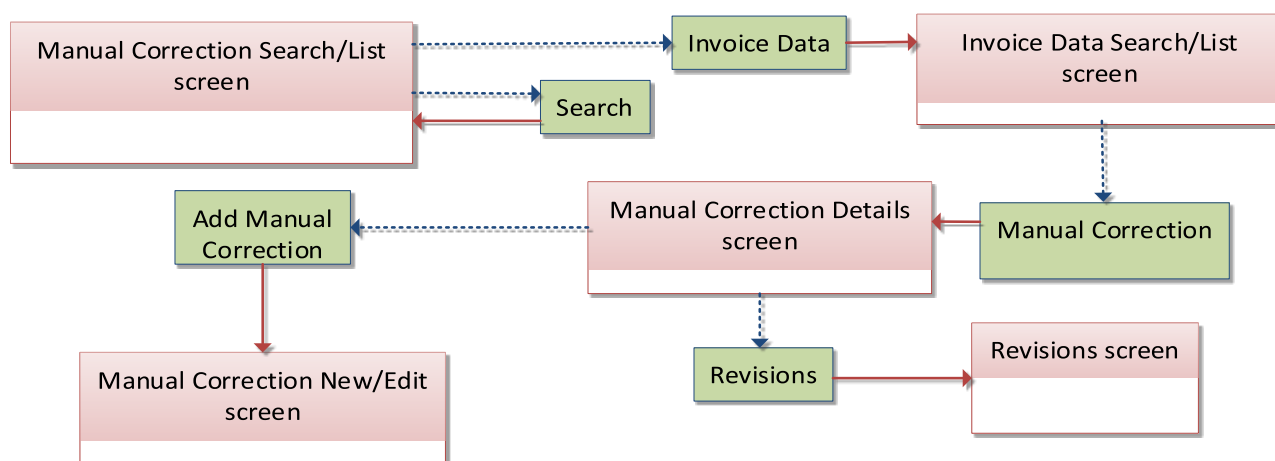 Manual Correction Search/List
screen
Invoice Data
Invoice Data Search/List
screen
Search
Add Manual
Correction
Manual Correction Details
screen
Manual Correction
Manual Correction New/Edit
screen
Revisions
Revisions screen